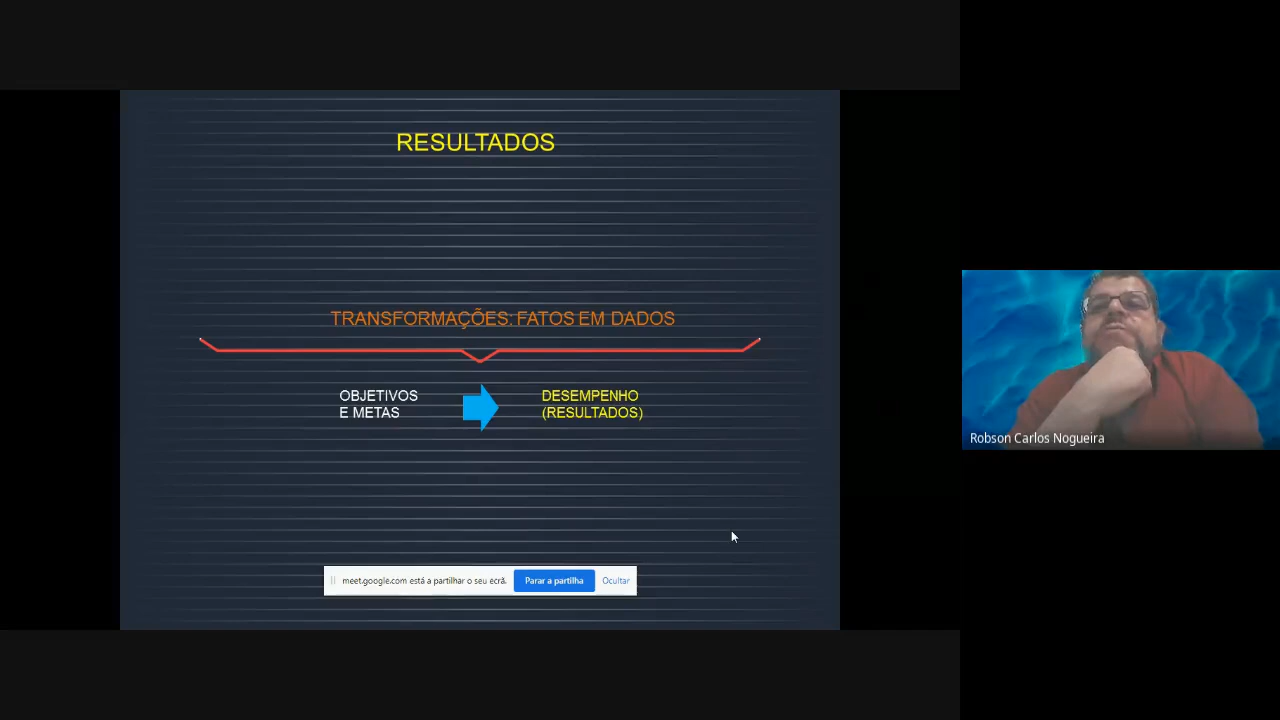 RESULTADOS
TRANSFORMAÇÕES: FATOS EM DADOS
OBJETIVOS
E METAS
DESEMPENHO
(RESULTADOS)
Robson Carlos Nogueira
meet.google.com está a partilhar o seu ecrã. Parar a partilha Ocultar